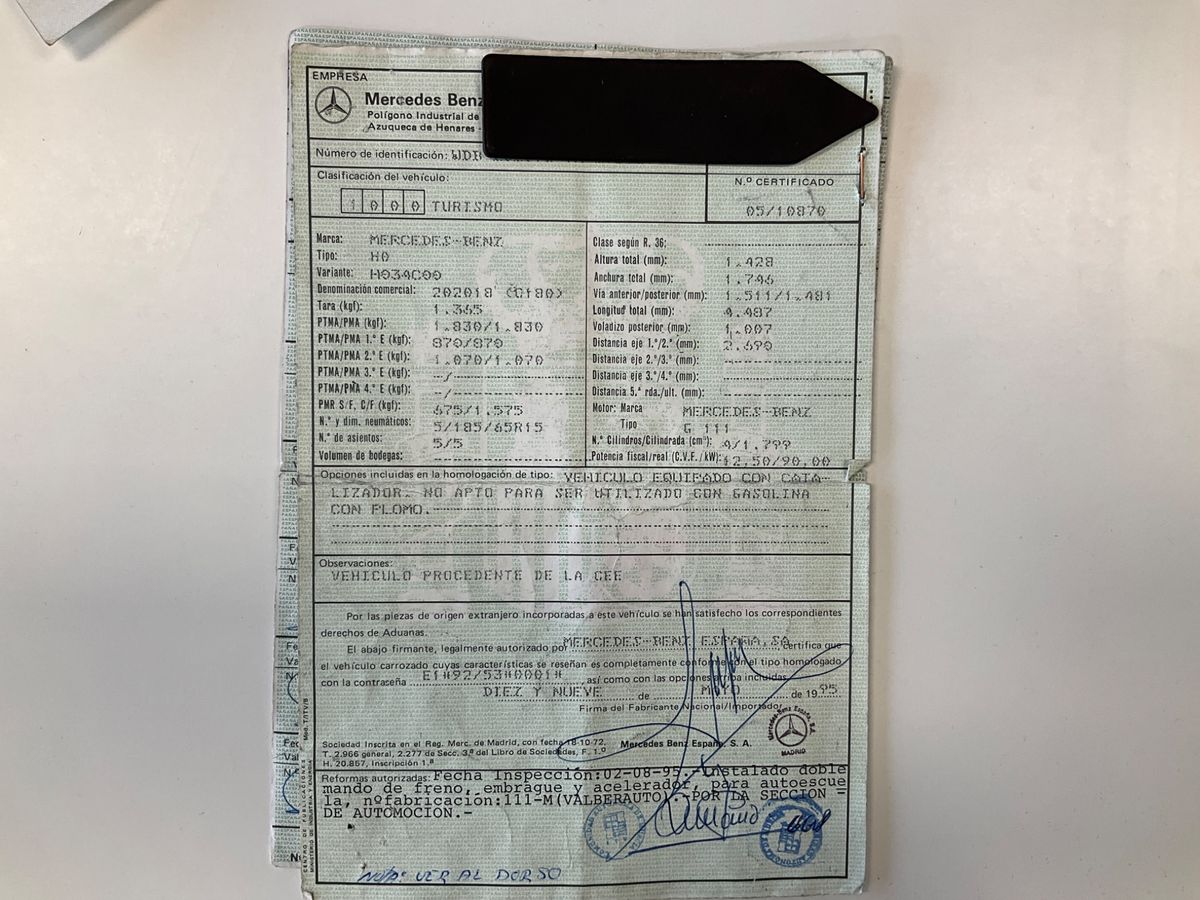 EMPRESA
Mercedes Benz
Polígono Industrial de
Azuqueca de Henares -
Número de identificación: WDB
Clasificación del vehículo:
1000 TURISMO
N.º CERTIFICADO
05/10870
Marca: MERCEDES-BENZ
Tipo: H0
Variante: H034C00
Denominación comercial: 202018 (C180)
Tara (kgf): 1.365
PTMA/PMA (kgf): 1.830/1.830
PTMA/PMA 1.º E (kgf): 870/870
PTMA/PMA 2.º E (kgf): 1.070/1.070
PTMA/PMA 3.º E (kgf): -/-
PTMA/PMA 4.º E (kgf): -/-
PMR S/F, C/F (kgf): 675/1.575
N.º y dim. neumáticos: 5/185/65R15
N.º de asientos: 5/5
Volumen de bodegas:
Clase según R. 36:
Altura total (mm): 1.428
Anchura total (mm): 1.746
Vía anterior/posterior (mm): 1.511/1.481
Longitud total (mm): 4.487
Voladizo posterior (mm): 1.007
Distancia eje 1.º/2.º (mm): 2.690
Distancia eje 2.º/3.º (mm):
Distancia eje 3.º/4.º (mm):
Distancia 5.ª rda./ult. (mm):
Motor: Marca MERCEDES-BENZ
Tipo G 111
N.º Cilindros/Cilindrada (cm³): 4/1.799
Potencia fiscal/real (C.V.F./kW): 12,50/90,00
Opciones incluidas en la homologación de tipo: VEHICULO EQUIPADO CON CATA-
LIZADOR. NO APTO PARA SER UTILIZADO CON GASOLINA
CON PLOMO.
Observaciones:
VEHICULO PROCEDENTE DE LA CEE
Por las piezas de origen extranjero incorporadas a este vehículo se han satisfecho los correspondientes
derechos de Aduanas.
El abajo firmante, legalmente autorizado por MERCEDES-BENZ ESPAÑA,SA certifica que
el vehículo carrozado cuyas características se reseñan es completamente conforme con el tipo homologado
con la contraseña E1*92/53*0001* así como con las opciones arriba incluidas
DIEZ Y NUEVE de MAYO de 1995
Firma del Fabricante Nacional/Importador
Mercedes-Benz España, S.A.
MADRID
Sociedad Inscrita en el Reg. Merc. de Madrid, con fecha 18-10-72
T. 2.966 general, 2.277 de Secc. 3.ª del Libro de Sociedades, F. 1.º
H. 20.857, Inscripción 1.ª
Mercedes Benz España, S. A.
Reformas autorizadas: Fecha Inspección:02-08-95.-Instalado doble
mando de freno, embrague y acelerador, para autoescue
la, nºfabricacion:111-M(VALBERAUTO).-POR LA SECCION -
DE AUTOMOCION.-
NOTA: VER AL DORSO
CENTRO DE PUBLICACIONES Mod. T/ITV/B
MINISTERIO DE INDUSTRIA Y ENERGIA